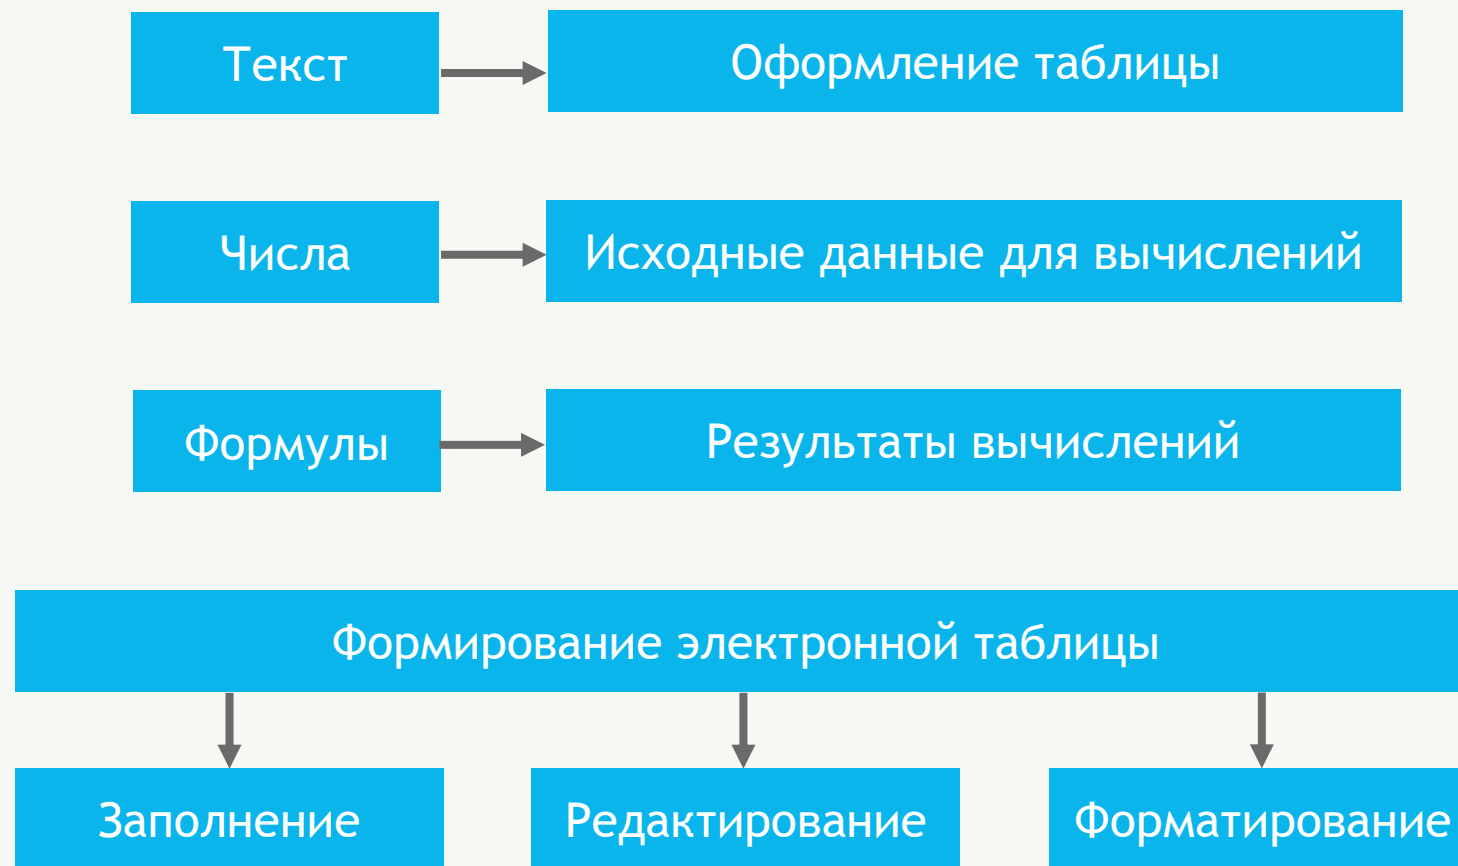 Текст
Оформление таблицы
Числа
Исходные данные для вычислений
Формулы
Результаты вычислений
Формирование электронной таблицы
Заполнение
Редактирование
Форматирование